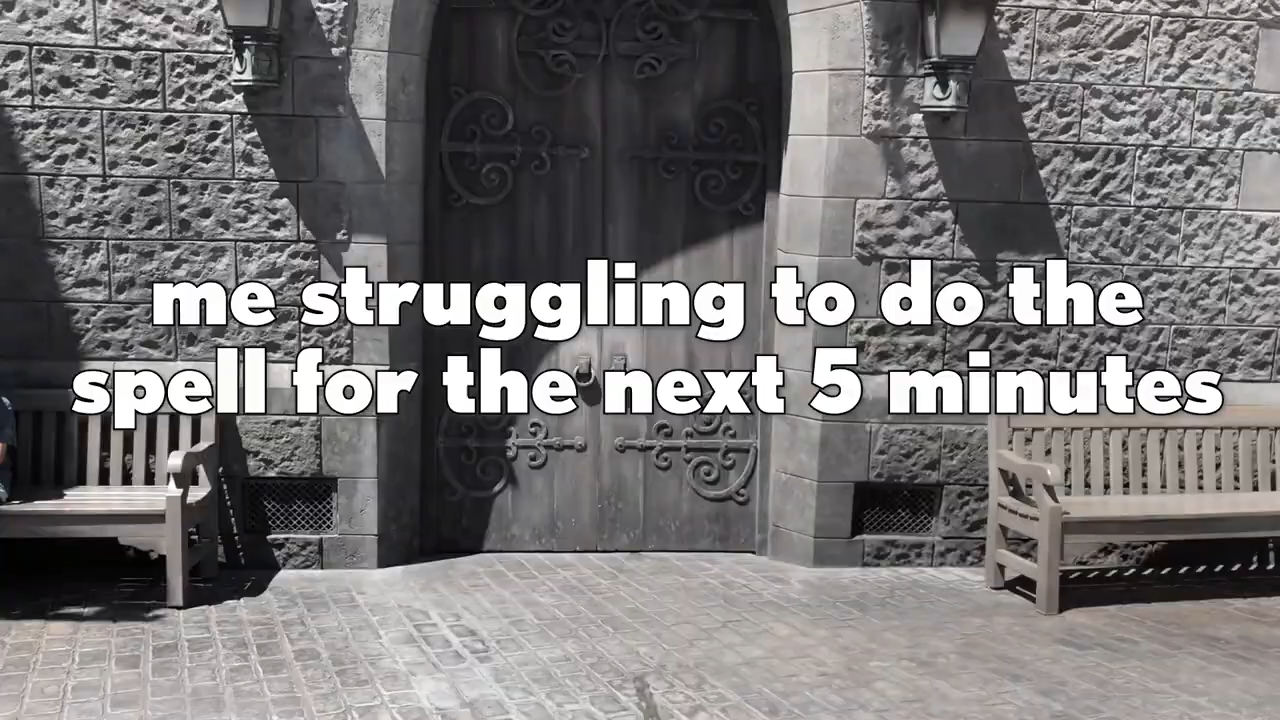 me struggling to do the
spell for the next 5 minutes